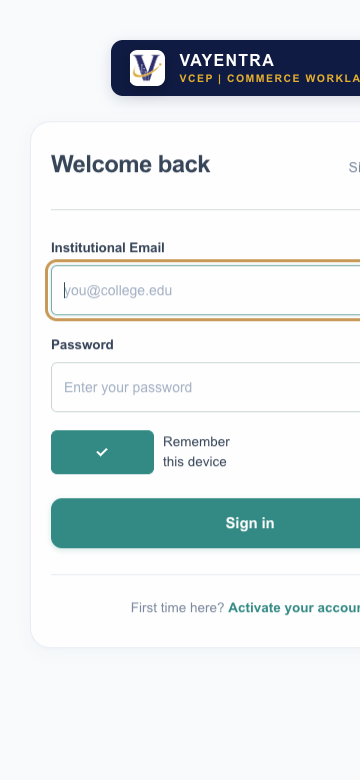 VAYENTRA
VCEP | COMMERCE WORKLA
Welcome back
Si
Institutional Email
you@college.edu
Password
Enter your password
Remember
this device
Sign in
First time here? Activate your accour